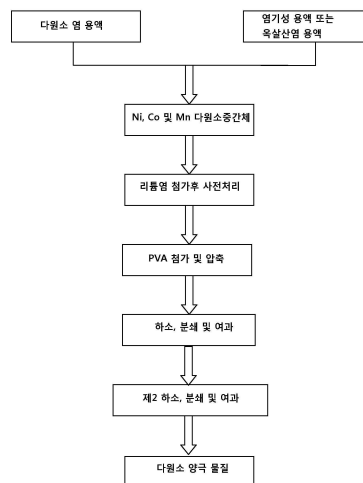 다원소 염 용액
염기성 용액 또는
옥살산염 용액
Ni, Co 및 Mn 다원소중간체
리튬염 첨가후 사전처리
PVA 첨가 및 압축
하소, 분쇄 및 여과
제2 하소, 분쇄 및 여과
다원소 양극 물질